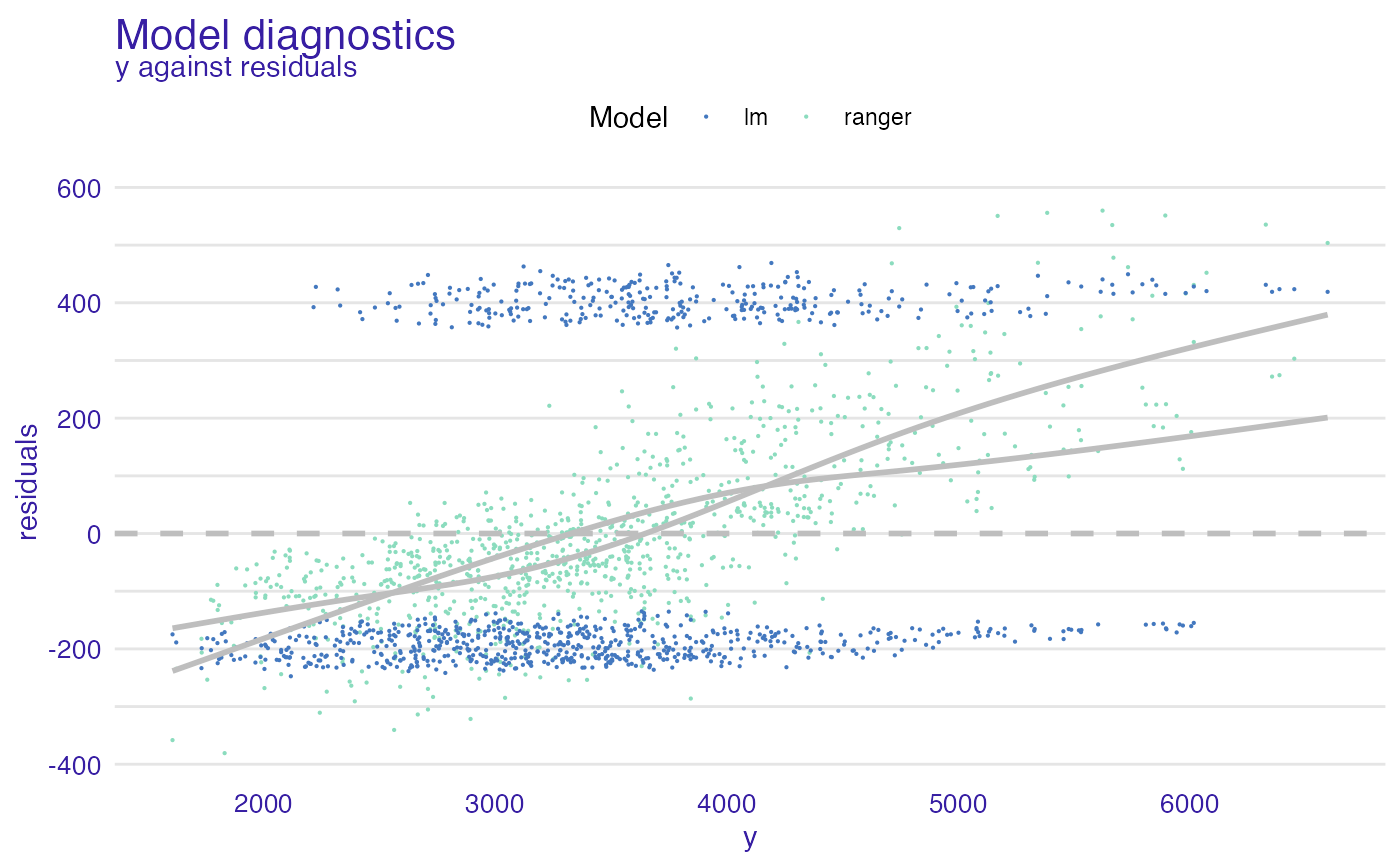 Model diagnostics
y against residuals
Model lm ranger
600
400
200
0
-200
-400
residuals
2000 3000 4000 5000 6000
y